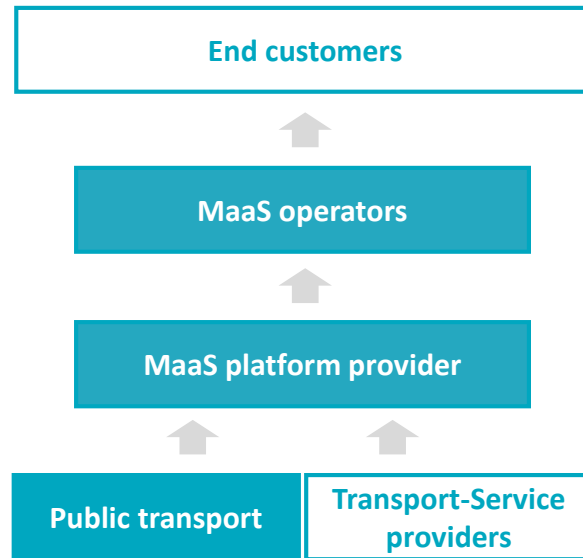 End customers
MaaS operators
MaaS platform provider
Public transport
Transport-Service
providers